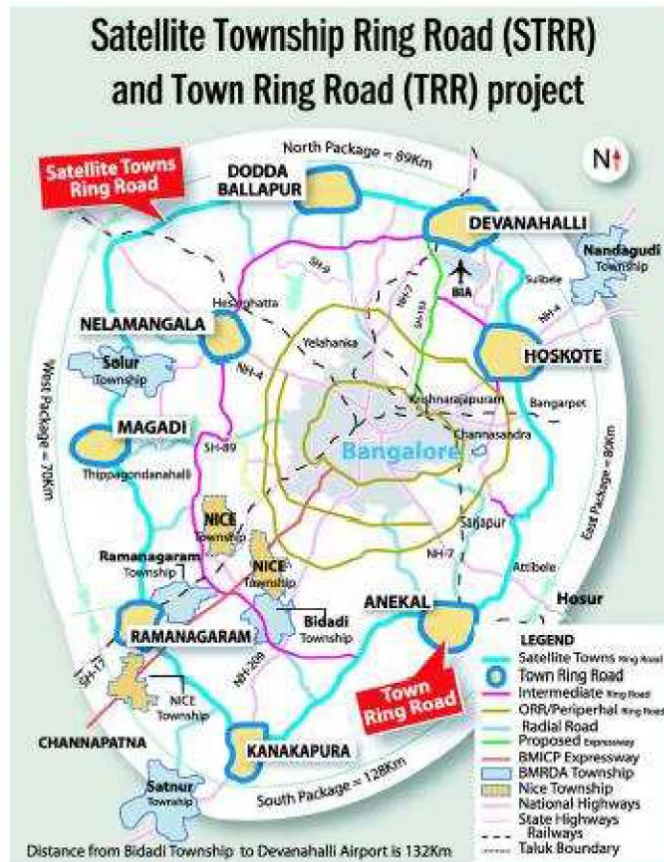 Satellite Township Ring Road (STRR)
and Town Ring Road (TRR) project
North Package = 89Km
N
Satellite Towns
Ring Road
DODDA
BALLAPUR
DEVANAHALLI
Nandagudi
Township
SH-9
NH-7
BIA
Sulibele
NH-4
Hesarghatta
NELAMANGALA
Yelahanka
HOSKOTE
Solur
Township
NH-4
Krishnarajapuram
Bangarpet
West Package = 70Km
MAGADI
Bangalore
Channasandra
East Package = 80Km
SH-89
Thippagondanahalli
NICE
Township
Sarjapur
Ramanagaram
Township
NICE
Township
NH-7
Attibele
ANEKAL
Hosur
RAMANAGARAM
Bidadi
Township
SH-17
NICE
Township
NH-209
Town
Ring Road
CHANNAPATNA
KANAKAPURA
Satnur
Township
South Package = 128Km
LEGEND
Satellite Towns Ring Road
Town Ring Road
Intermediate Ring Road
ORR/Periperhal Ring Road
Radial Road
Proposed Expressway
BMICP Expressway
BMRDA Township
Nice Township
National Highways
State Highways
Railways
Taluk Boundary
Distance from Bidadi Township to Devanahalli Airport is 132Km